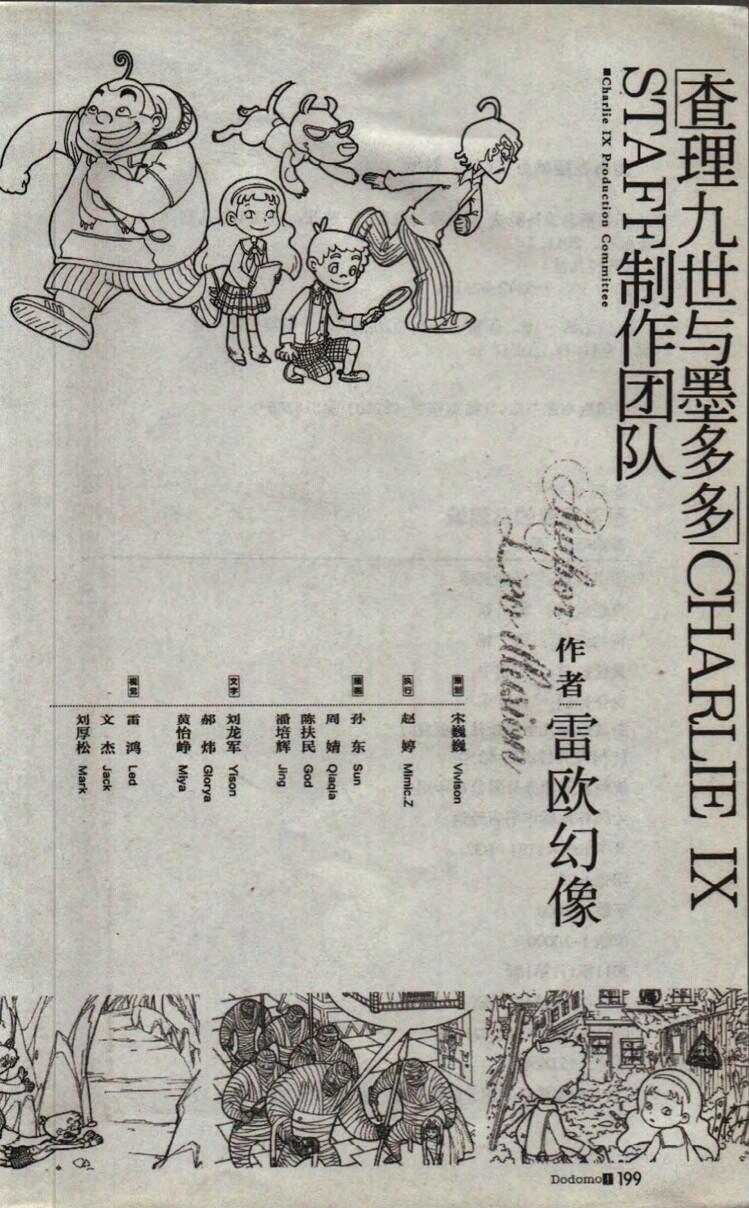 「查理九世与墨多多」CHARLIE IX
STAFF制作团队
■Charlie IX Production Committee
Author
Leo illusion
作者 雷欧幻像
策划
宋巍巍 Vivison
执行
赵 婷 Mimic.Z
插画
孙 东 Sun
周 婧 Qiaqia
陈扶民 God
潘培辉 Jing
文字
刘龙军 Yison
郝 炜 Glorya
黄怡峥 Miya
视觉
雷 鸿 Led
文 杰 Jack
刘厚松 Mark
Dodomo! 199